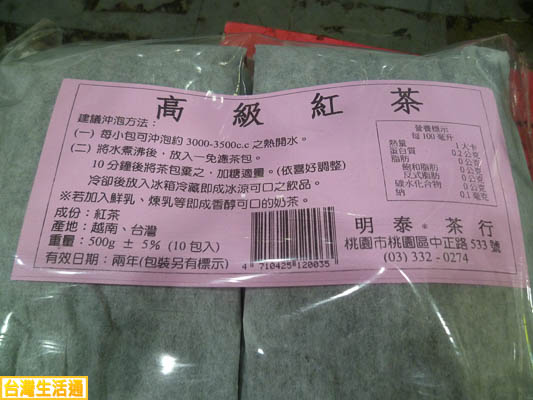 高級紅茶
建議沖泡方法:
(一) 每小包可沖泡約 3000-3500c.c 之熱開水。
(二) 將水煮沸後,放入一免濾茶包。
10 分鐘後將茶包棄之、加糖適量。(依喜好調整)
冷卻後放入冰箱冷藏即成冰涼可口之飲品。
※若加入鮮乳、煉乳等即成香醇可口的奶茶。
成份:紅茶
產地:越南、台灣
重量:500g ± 5% (10 包入)
有效日期:兩年(包裝另有標示)
營養標示
每 100 毫升
熱量 1 大卡
蛋白質 0.2 公克
脂肪 0 公克
飽和脂肪 0 公克
反式脂肪 0 公克
碳水化合物 0 公克
鈉 0.1 毫克
4 710425 120035
明泰※茶行
桃園市桃園區中正路 533 號
(03) 332 - 0274
台灣生活通